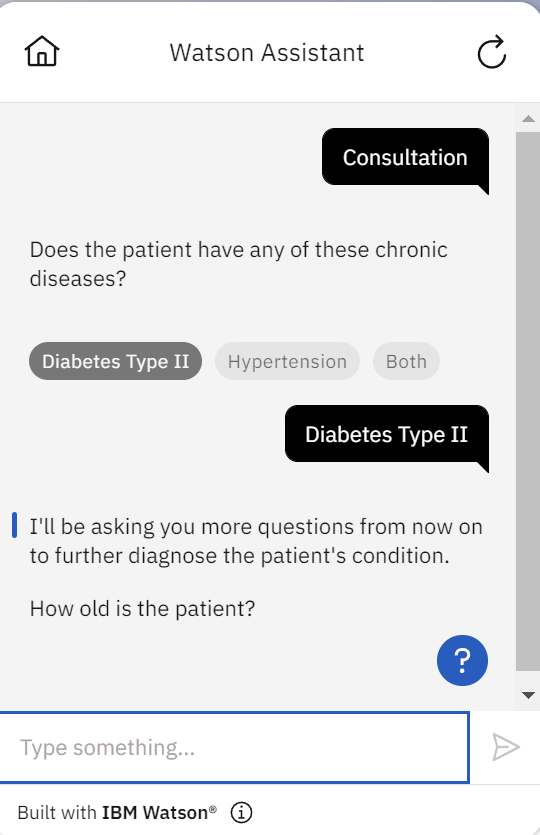 Watson Assistant
Consultation
Does the patient have any of these chronic
diseases?
Diabetes Type II
Hypertension
Both
Diabetes Type II
I'll be asking you more questions from now on
to further diagnose the patient's condition.
How old is the patient?
?
Type something...
Built with IBM Watson®